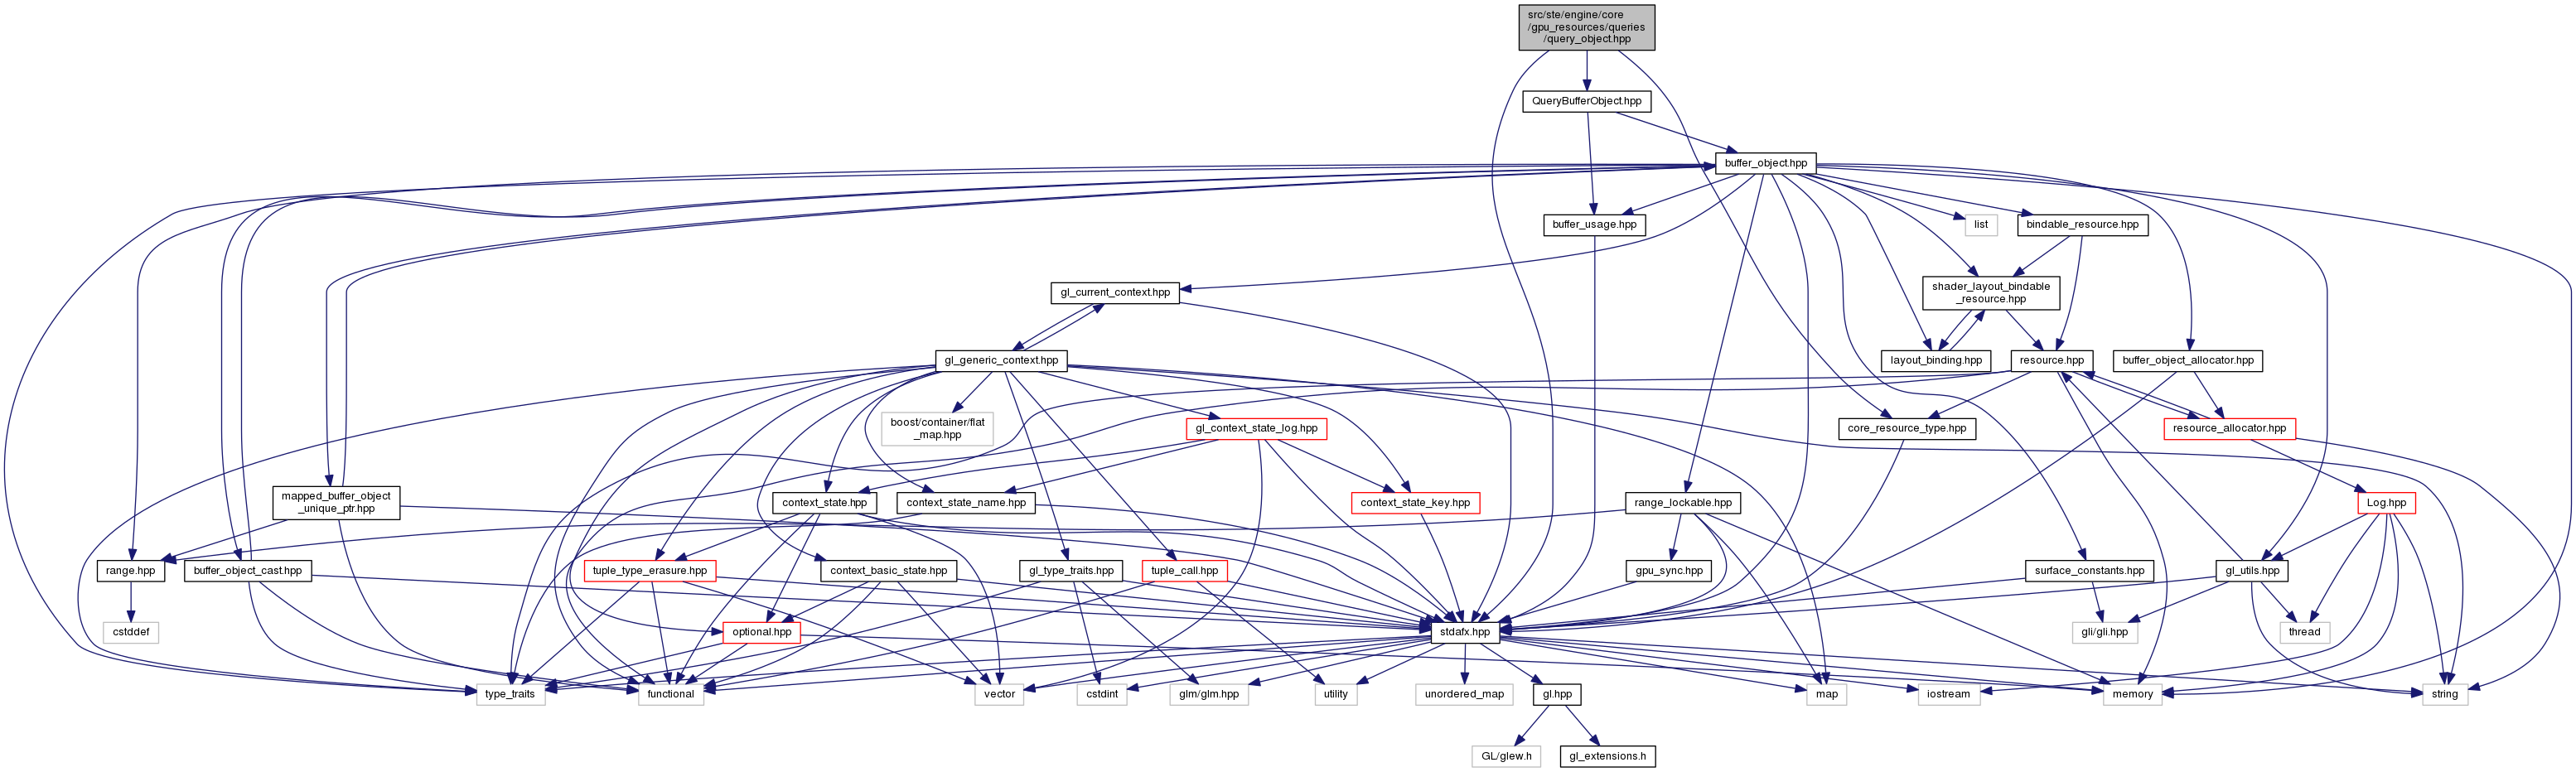 src/ste/engine/core
/gpu_resources/queries
/query_object.hpp
QueryBufferObject.hpp
buffer_object.hpp
buffer_usage.hpp
list
bindable_resource.hpp
gl_current_context.hpp
shader_layout_bindable
_resource.hpp
gl_generic_context.hpp
layout_binding.hpp
resource.hpp
buffer_object_allocator.hpp
boost/container/flat
_map.hpp
gl_context_state_log.hpp
core_resource_type.hpp
resource_allocator.hpp
mapped_buffer_object
_unique_ptr.hpp
context_state.hpp
context_state_name.hpp
context_state_key.hpp
range_lockable.hpp
Log.hpp
range.hpp
buffer_object_cast.hpp
tuple_type_erasure.hpp
context_basic_state.hpp
gl_type_traits.hpp
tuple_call.hpp
gpu_sync.hpp
surface_constants.hpp
gl_utils.hpp
cstddef
optional.hpp
stdafx.hpp
gli/gli.hpp
thread
type_traits
functional
vector
cstdint
glm/glm.hpp
utility
unordered_map
gl.hpp
map
iostream
memory
string
GL/glew.h
gl_extensions.h